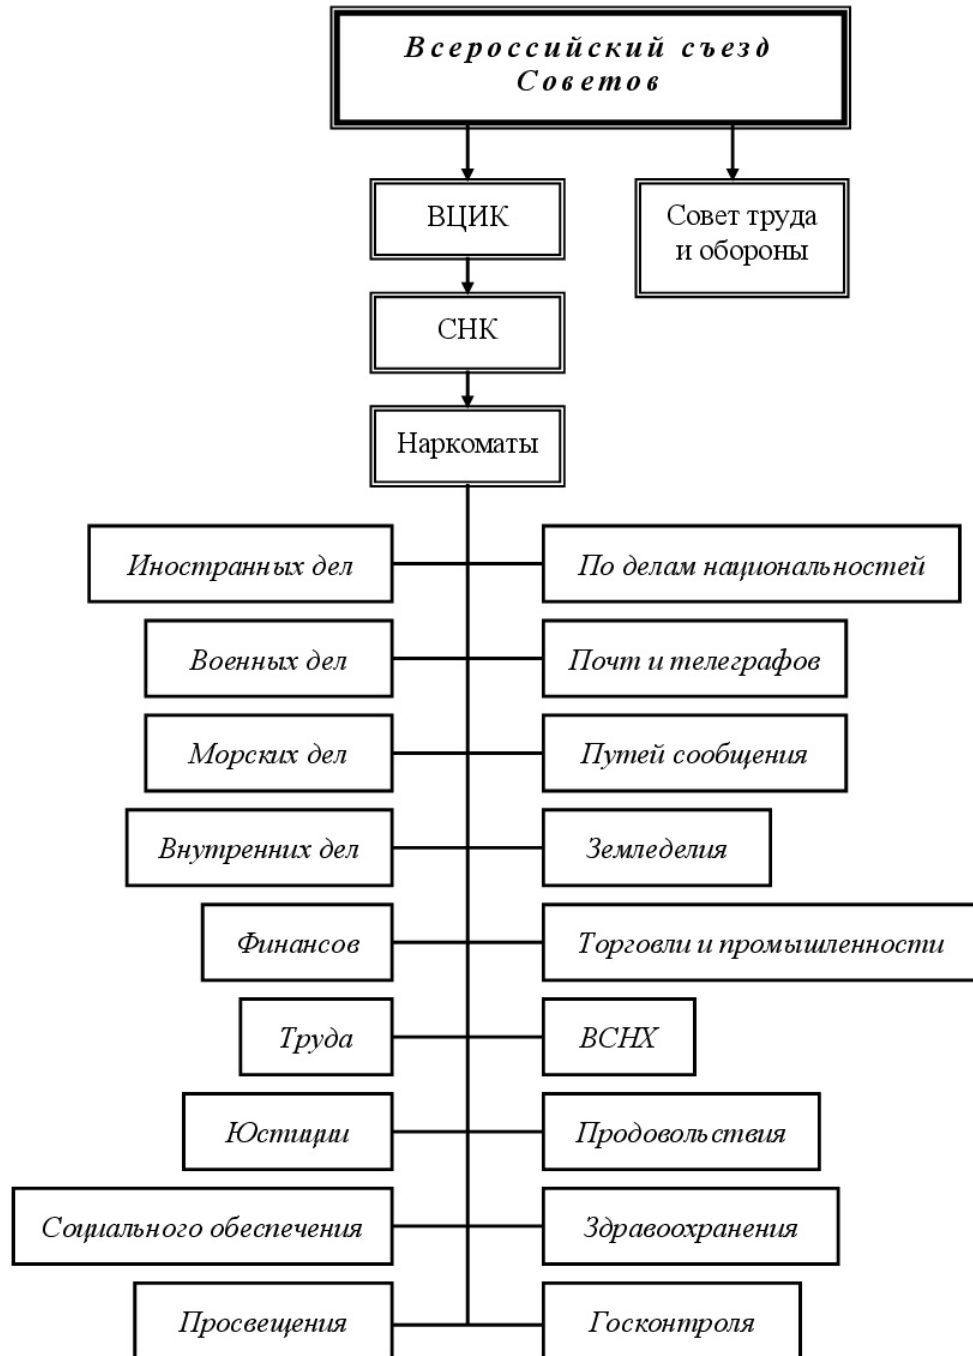 Всероссийский съезд
Советов
ВЦИК
Совет труда
и обороны
СНК
Наркоматы
Иностранных дел
По делам национальностей
Военных дел
Почт и телеграфов
Морских дел
Путей сообщения
Внутренних дел
Земледелия
Финансов
Торговли и промышленности
Труда
ВСНХ
Юстиции
Продовольствия
Социального обеспечения
Здравоохранения
Просвещения
Госконтроля